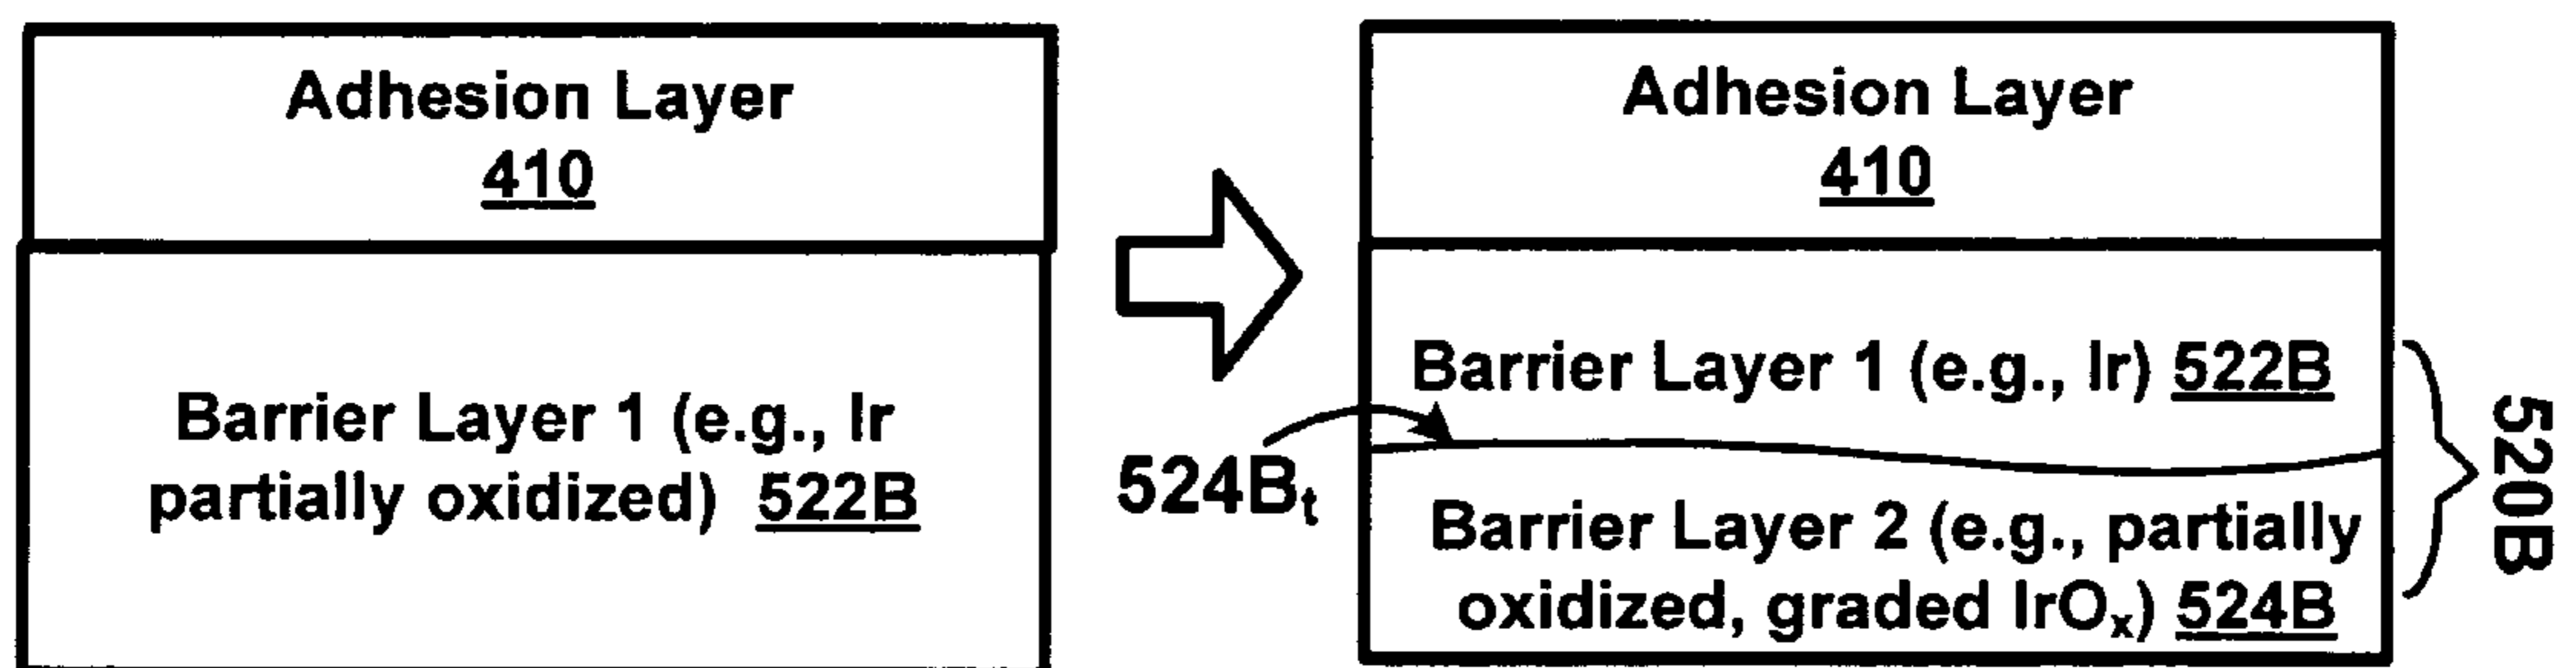 Adhesion Layer
410
Barrier Layer 1 (e.g., Ir
partially oxidized) 522B
Adhesion Layer
410
Barrier Layer 1 (e.g., Ir) 522B
524Bt
Barrier Layer 2 (e.g., partially
oxidized, graded IrOx) 524B
520B